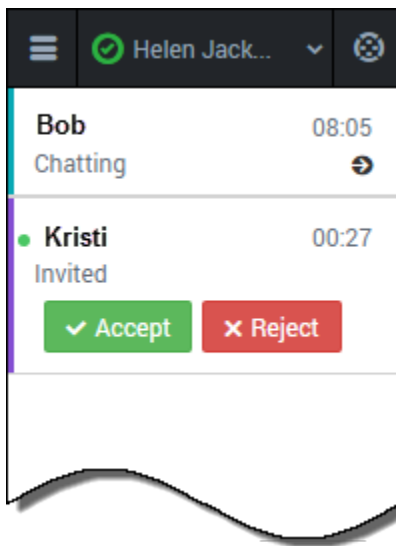 Helen Jack...
Bob 08:05
Chatting
Kristi 00:27
Invited
Accept Reject